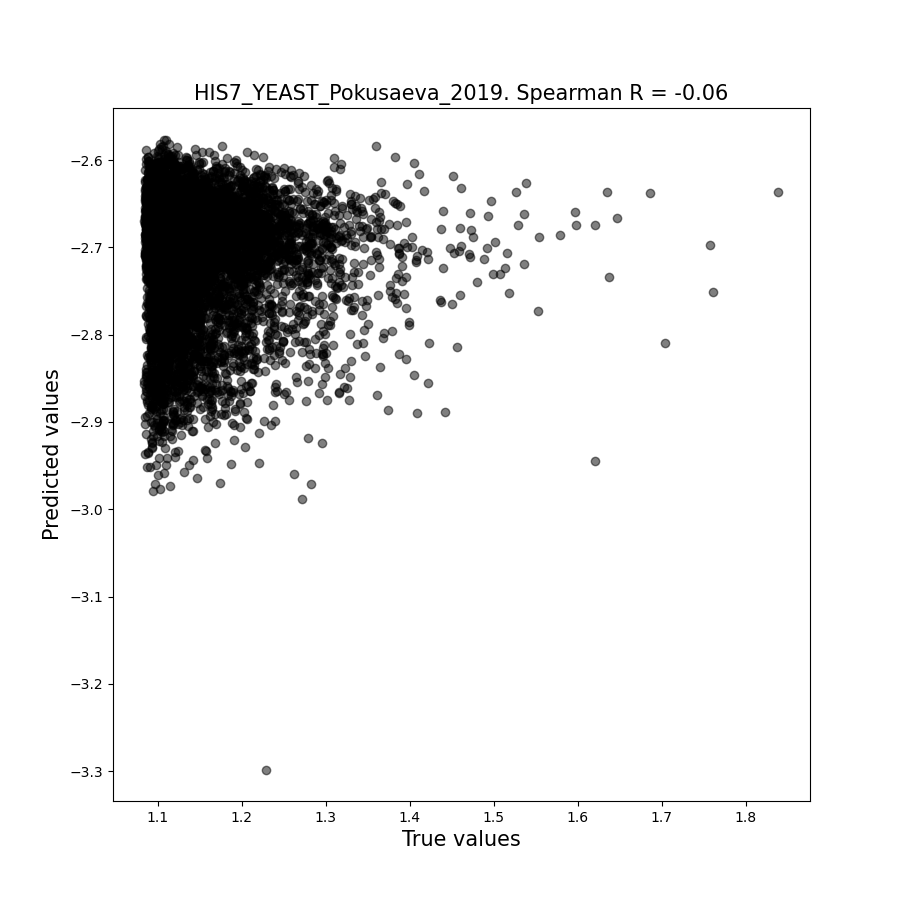 HIS7_YEAST_Pokusaeva_2019. Spearman R = -0.06
−2.6
−2.7
−2.8
−2.9
−3.0
−3.1
−3.2
−3.3
Predicted values
1.1 1.2 1.3 1.4 1.5 1.6 1.7 1.8
True values